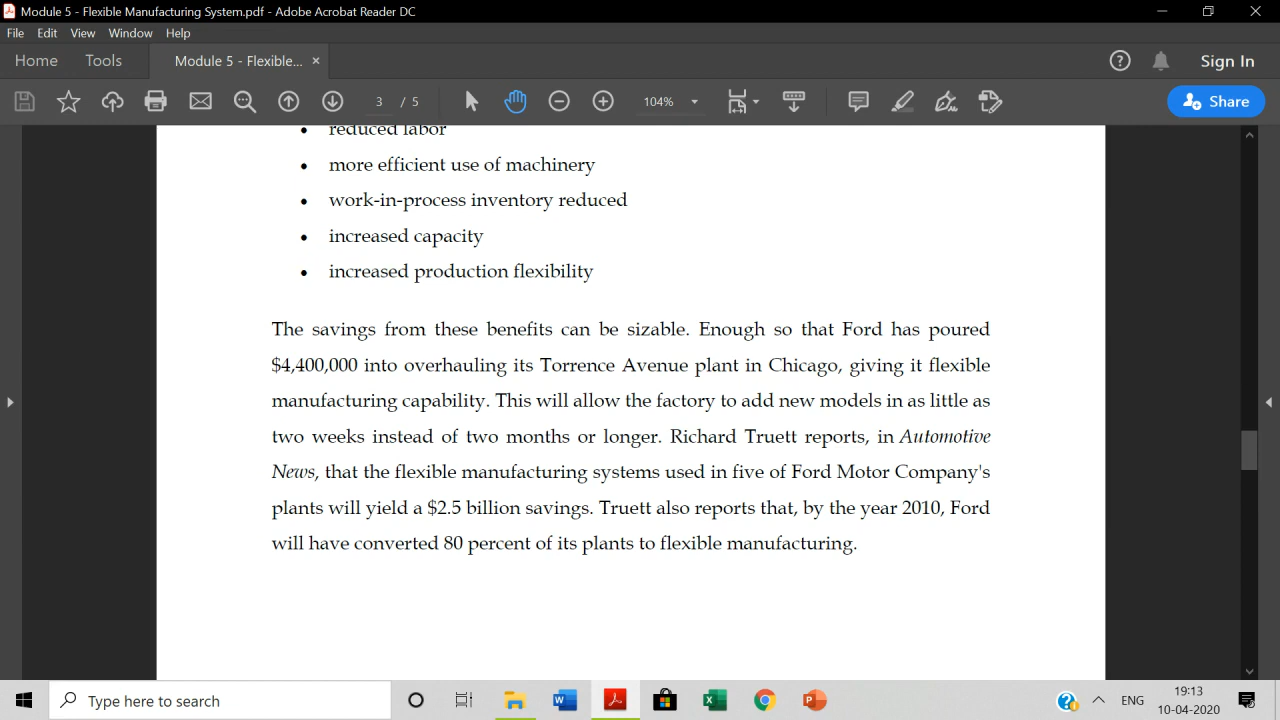 Module 5 - Flexible Manufacturing System.pdf - Adobe Acrobat Reader DC
File Edit View Window Help
Home Tools Module 5 - Flexible... × Sign In
3 / 5 104% Share
reduced labor
• more efficient use of machinery
• work-in-process inventory reduced
• increased capacity
• increased production flexibility
The savings from these benefits can be sizable. Enough so that Ford has poured
$4,400,000 into overhauling its Torrence Avenue plant in Chicago, giving it flexible
manufacturing capability. This will allow the factory to add new models in as little as
two weeks instead of two months or longer. Richard Truett reports, in Automotive
News, that the flexible manufacturing systems used in five of Ford Motor Company's
plants will yield a $2.5 billion savings. Truett also reports that, by the year 2010, Ford
will have converted 80 percent of its plants to flexible manufacturing.
Type here to search ENG 19:13
10-04-2020